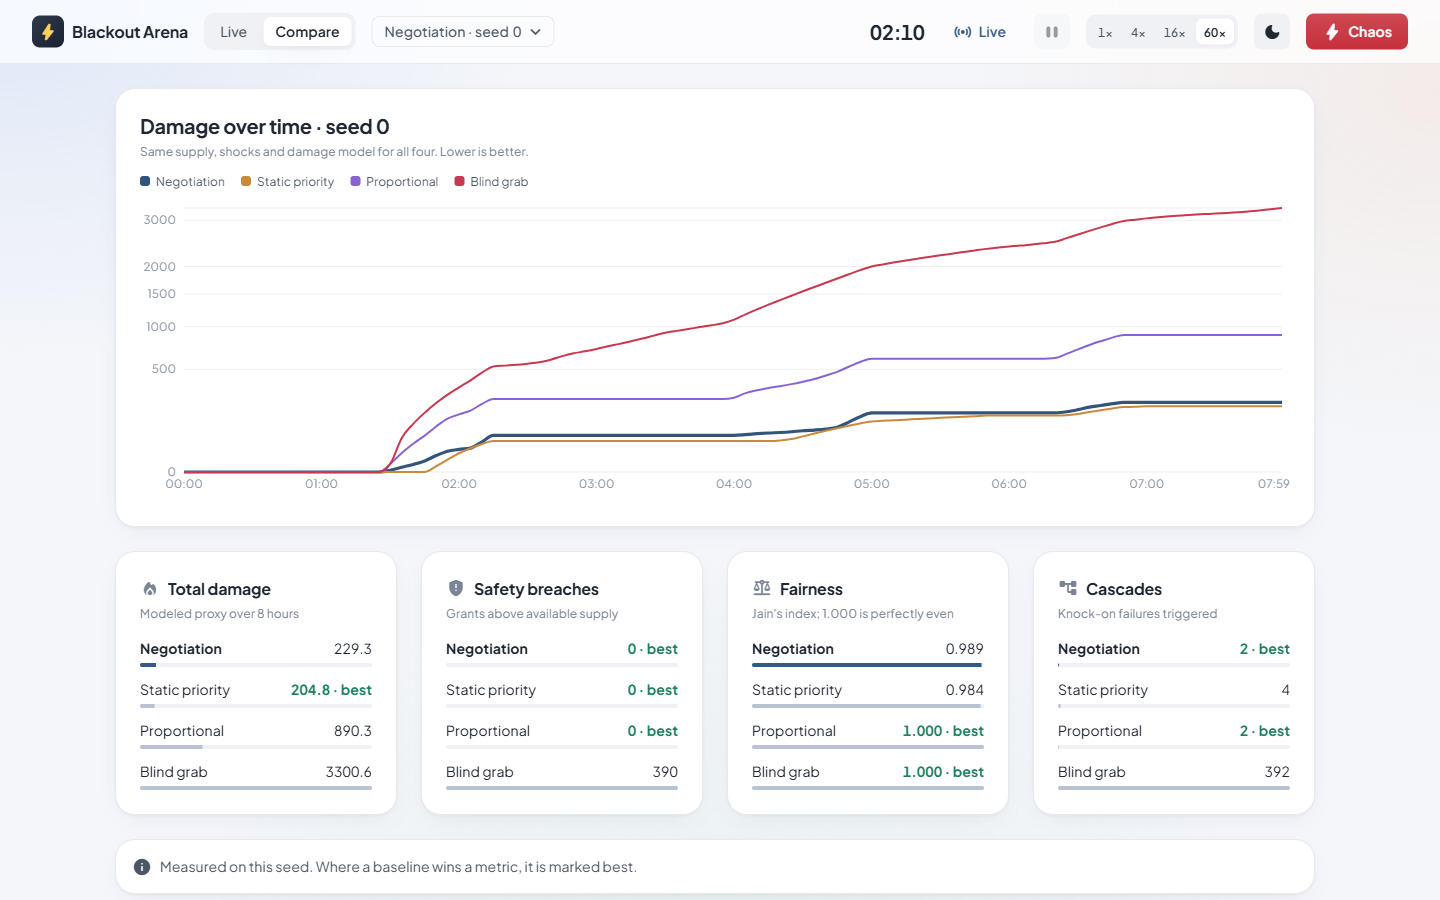 Blackout Arena Live Compare Negotiation · seed 0 02:10 Live 1× 4× 16× 60× Chaos
Damage over time · seed 0
Same supply, shocks and damage model for all four. Lower is better.
Negotiation Static priority Proportional Blind grab
3000
2000
1500
1000
500
0
00:00 01:00 02:00 03:00 04:00 05:00 06:00 07:00 07:59
Total damage
Modeled proxy over 8 hours
Negotiation 229.3
Static priority 204.8 · best
Proportional 890.3
Blind grab 3300.6
Safety breaches
Grants above available supply
Negotiation 0 · best
Static priority 0 · best
Proportional 0 · best
Blind grab 390
Fairness
Jain's index; 1.000 is perfectly even
Negotiation 0.989
Static priority 0.984
Proportional 1.000 · best
Blind grab 1.000 · best
Cascades
Knock-on failures triggered
Negotiation 2 · best
Static priority 4
Proportional 2 · best
Blind grab 392
Measured on this seed. Where a baseline wins a metric, it is marked best.